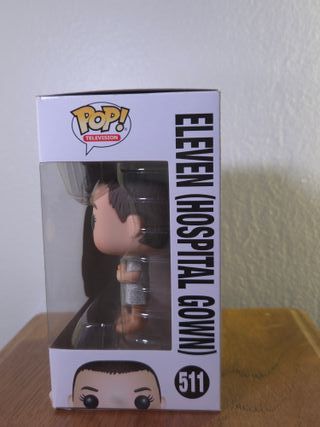 POP!
TELEVISION
ELEVEN (HOSPITAL GOWN)
511